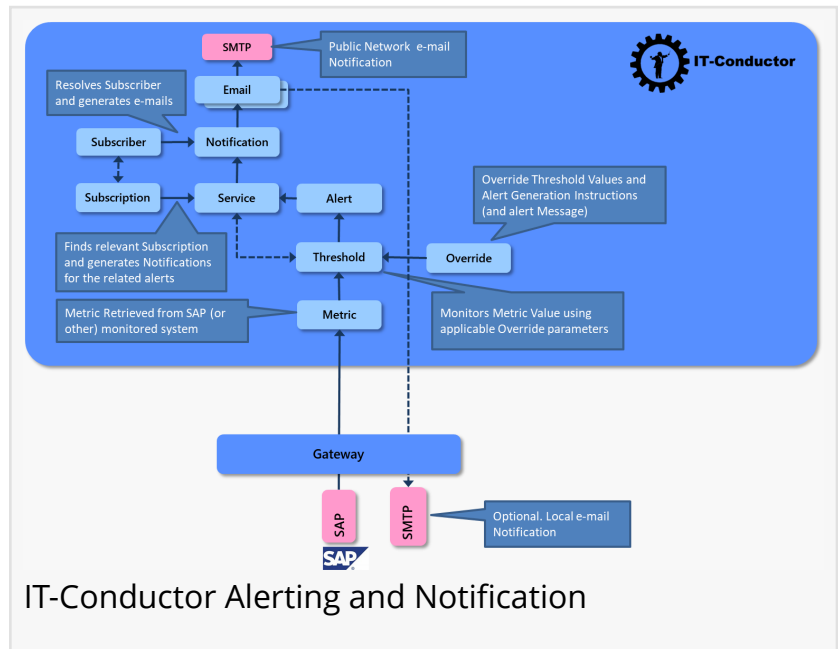 SMTP
Public Network e-mail
Notification
IT-Conductor
Resolves Subscriber
and generates e-mails
Email
Subscriber
Notification
Override Threshold Values and
Alert Generation Instructions
(and alert Message)
Subscription
Service
Alert
Finds relevant Subscription
and generates Notifications
for the related alerts
Threshold
Override
Metric Retrieved from SAP (or
other) monitored system
Metric
Monitors Metric Value using
applicable Override parameters
Gateway
SAP
SMTP
Optional. Local e-mail
Notification
SAP
IT-Conductor Alerting and Notification